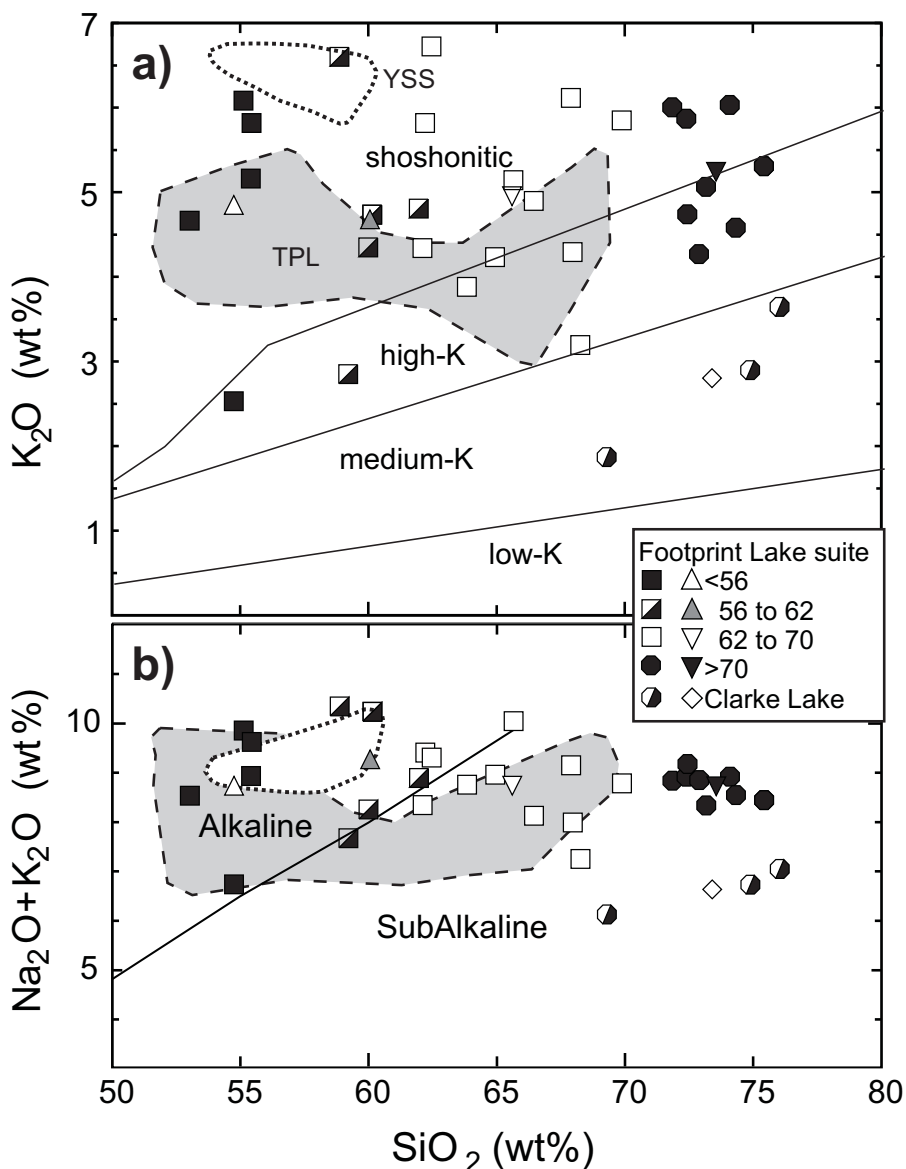 7
a)
YSS
shoshonitic
5
TPL
K₂O (wt%)
3
high-K
medium-K
1
low-K
Footprint Lake suite
<56
56 to 62
62 to 70
>70
Clarke Lake
b)
10
Na₂O+K₂O (wt%)
Alkaline
SubAlkaline
5
50 55 60 65 70 75 80
SiO₂ (wt%)